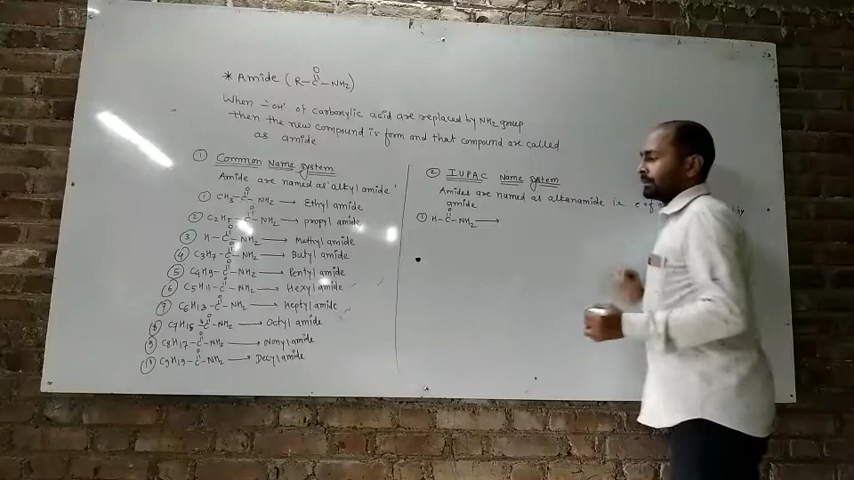 * Amide (R-C-NH2)
O
When -OH of carboxylic acid are replaced by NH2 group
then the new compound is form and that compound are called
as amide
① Common Name system
Amide are named as 'alkyl amide'
① CH3-C-NH2 → Ethyl amide
O
② C2H5-C-NH2 → propyl amide
O
③ H-C-NH2 → Methyl amide
O
④ C3H7-C-NH2 → Butyl amide
O
⑤ C4H9-C-NH2 → Pentyl amide
O
⑥ C5H11-C-NH2 → Hexyl amide
O
⑦ C6H13-C-NH2 → Heptyl amide
O
⑧ C7H15-C-NH2 → Octyl amide
O
⑨ C8H17-C-NH2 → Nonyl amide
O
⑩ C9H19-C-NH2 → Decyl amide
O
② IUPAC Name system
Amides are named as alkanamide is e of a by
amide
① H-C-NH2 →
O